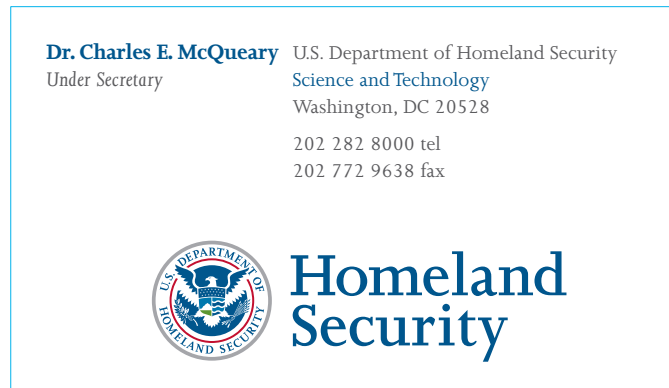 Dr. Charles E. McQueary
Under Secretary
U.S. Department of Homeland Security
Science and Technology
Washington, DC 20528
202 282 8000 tel
202 772 9638 fax
U.S. DEPARTMENT OF
HOMELAND SECURITY
Homeland
Security